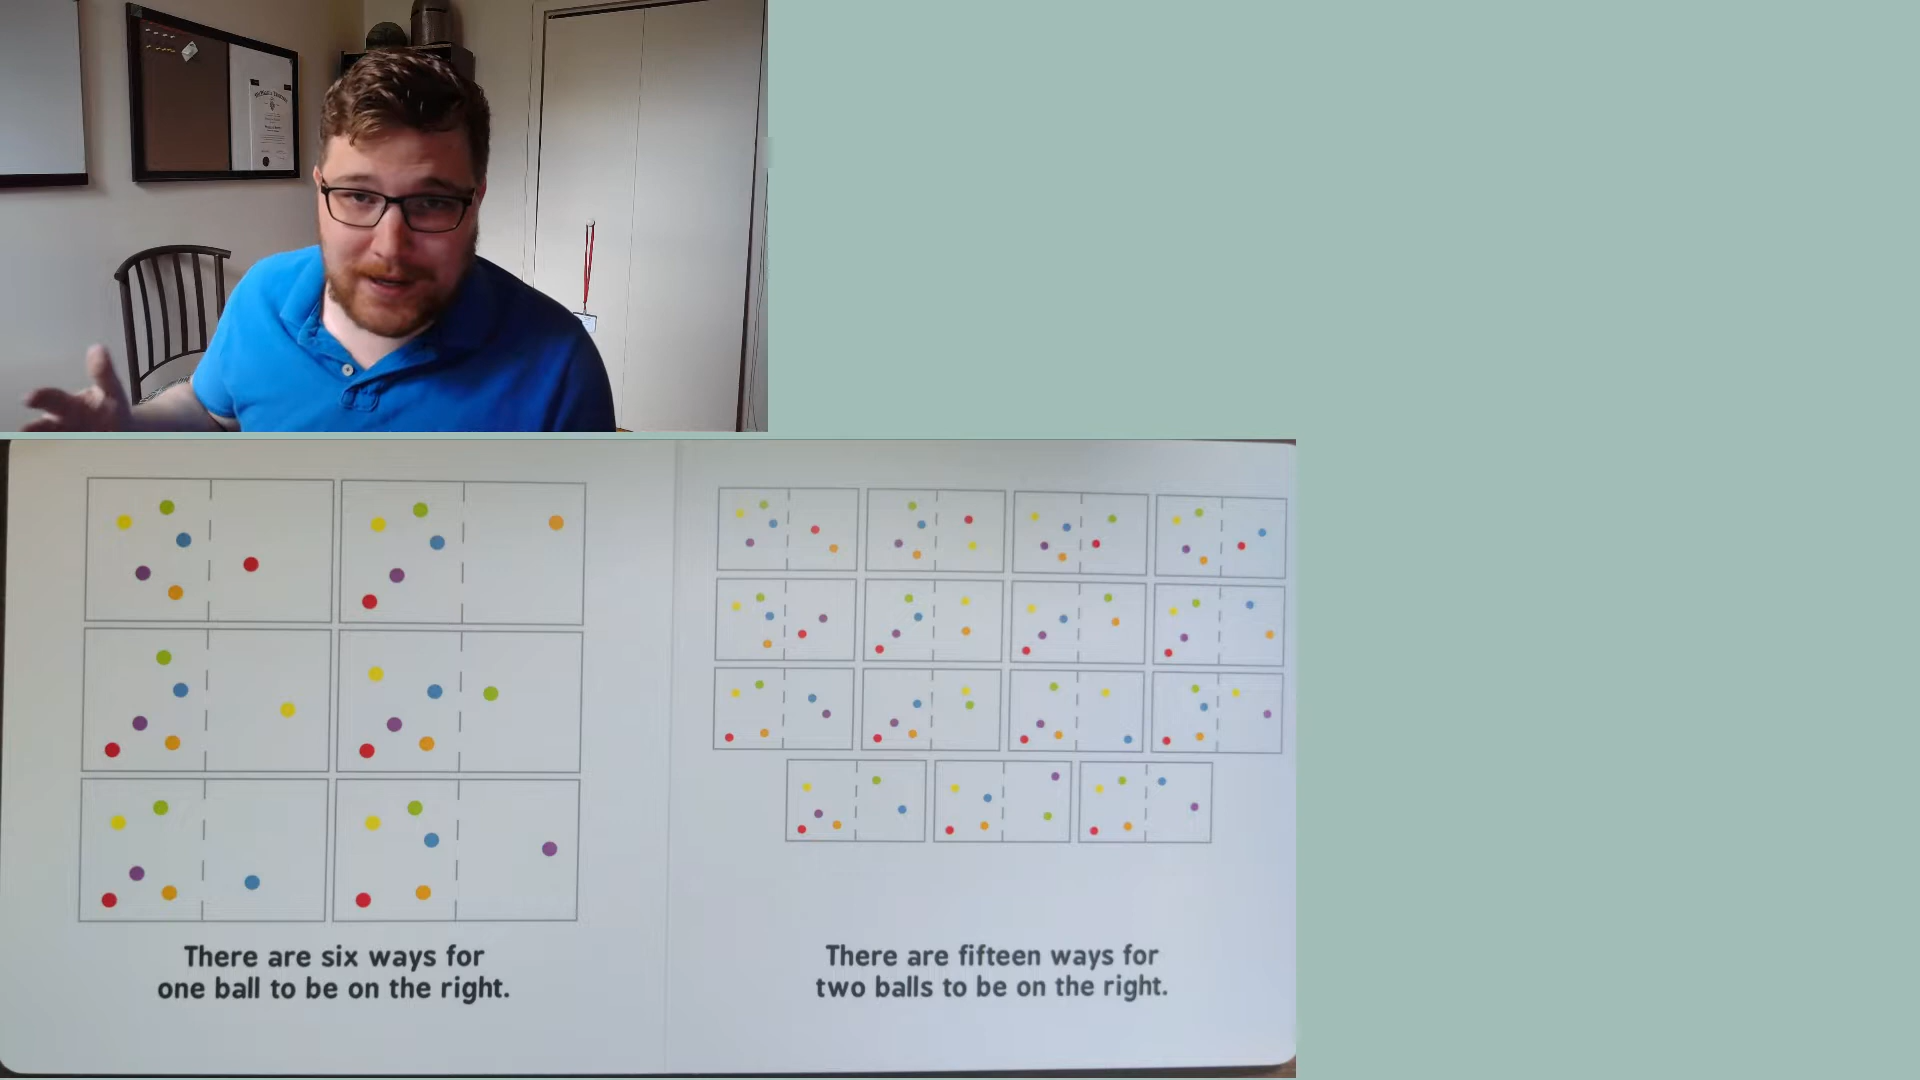 There are six ways for
one ball to be on the right.
There are fifteen ways for
two balls to be on the right.